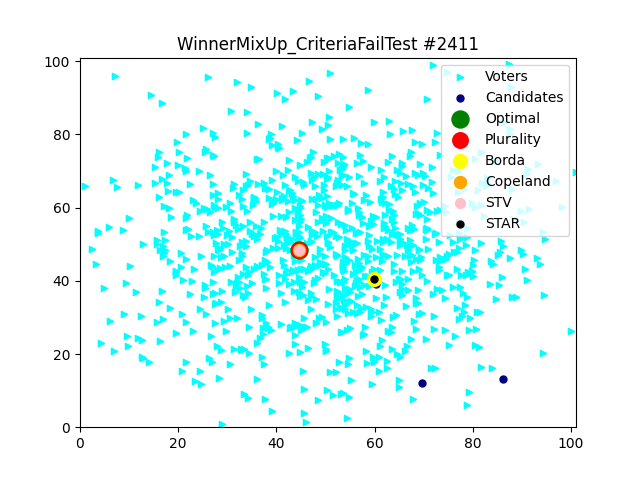 WinnerMixUp_CriteriaFailTest #2411
100
80
60
40
20
0
0
20
40
60
80
100
Voters
Candidates
Optimal
Plurality
Borda
Copeland
STV
STAR